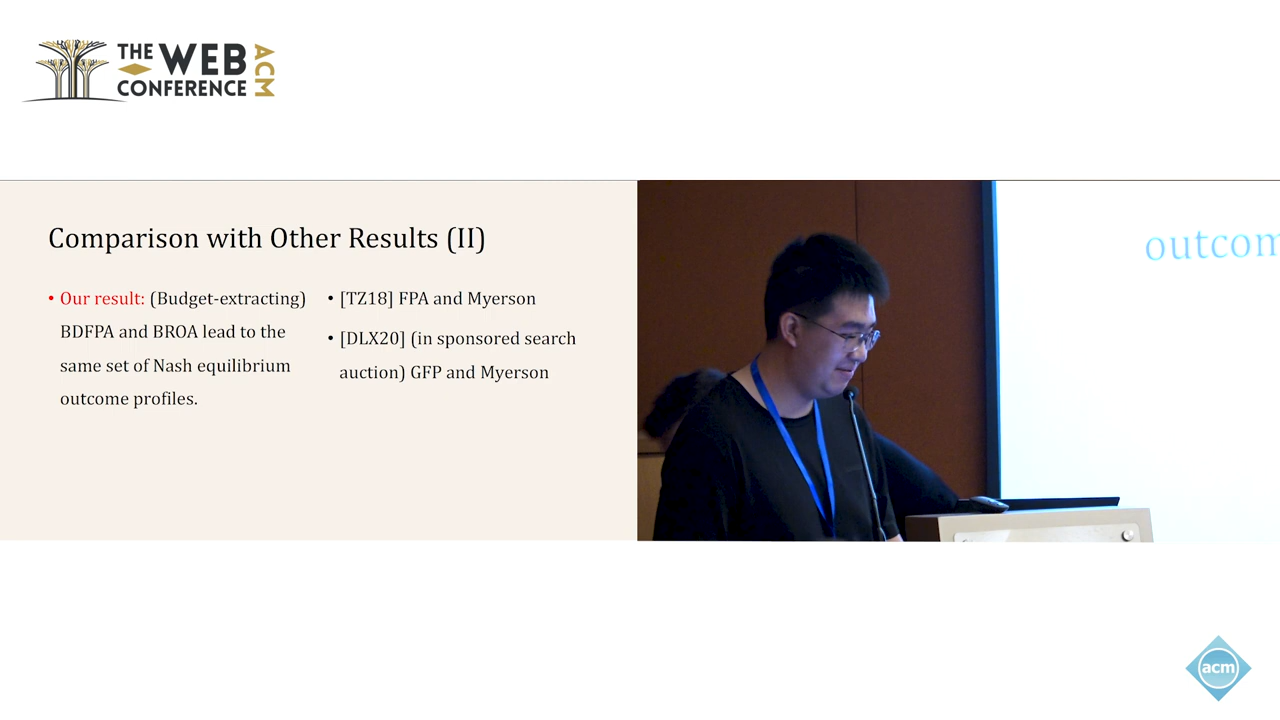 THE WEB
CONFERENCE
ACM
Comparison with Other Results (II)
• Our result: (Budget-extracting)
BDFPA and BROA lead to the
same set of Nash equilibrium
outcome profiles.
• [TZ18] FPA and Myerson
• [DLX20] (in sponsored search
auction) GFP and Myerson
outcom
acm